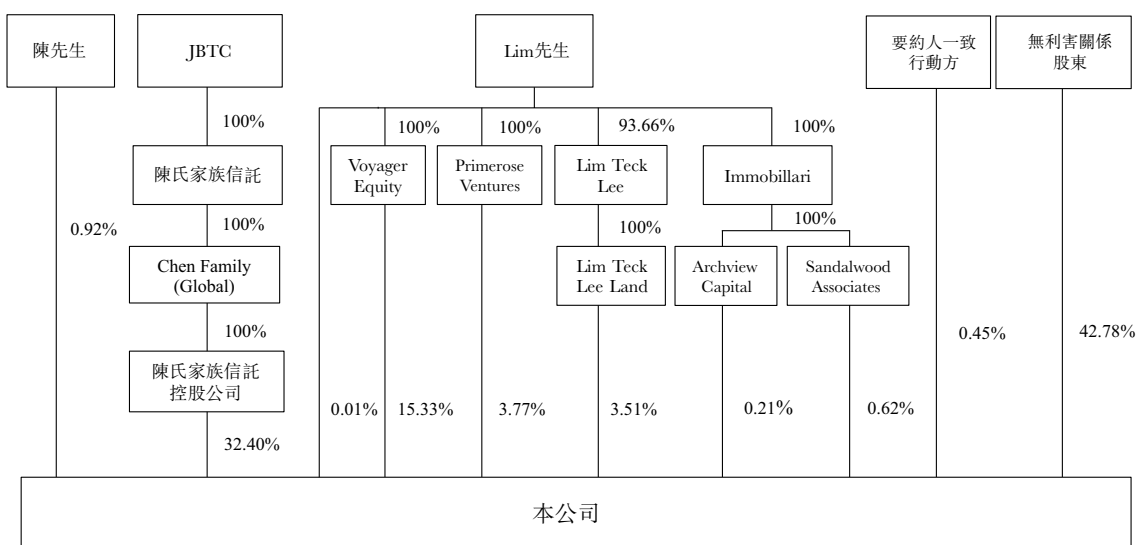 陳先生
JBTC
Lim先生
要約人一致
行動方
無利害關係
股東
100%
100%
100%
93.66%
100%
陳氏家族信託
Voyager
Equity
Primerose
Ventures
Lim Teck
Lee
Immobillari
0.92%
100%
100%
100%
Chen Family
(Global)
Lim Teck
Lee Land
Archview
Capital
Sandalwood
Associates
100%
0.45%
42.78%
陳氏家族信託
控股公司
0.01%
15.33%
3.77%
3.51%
0.21%
0.62%
32.40%
本公司